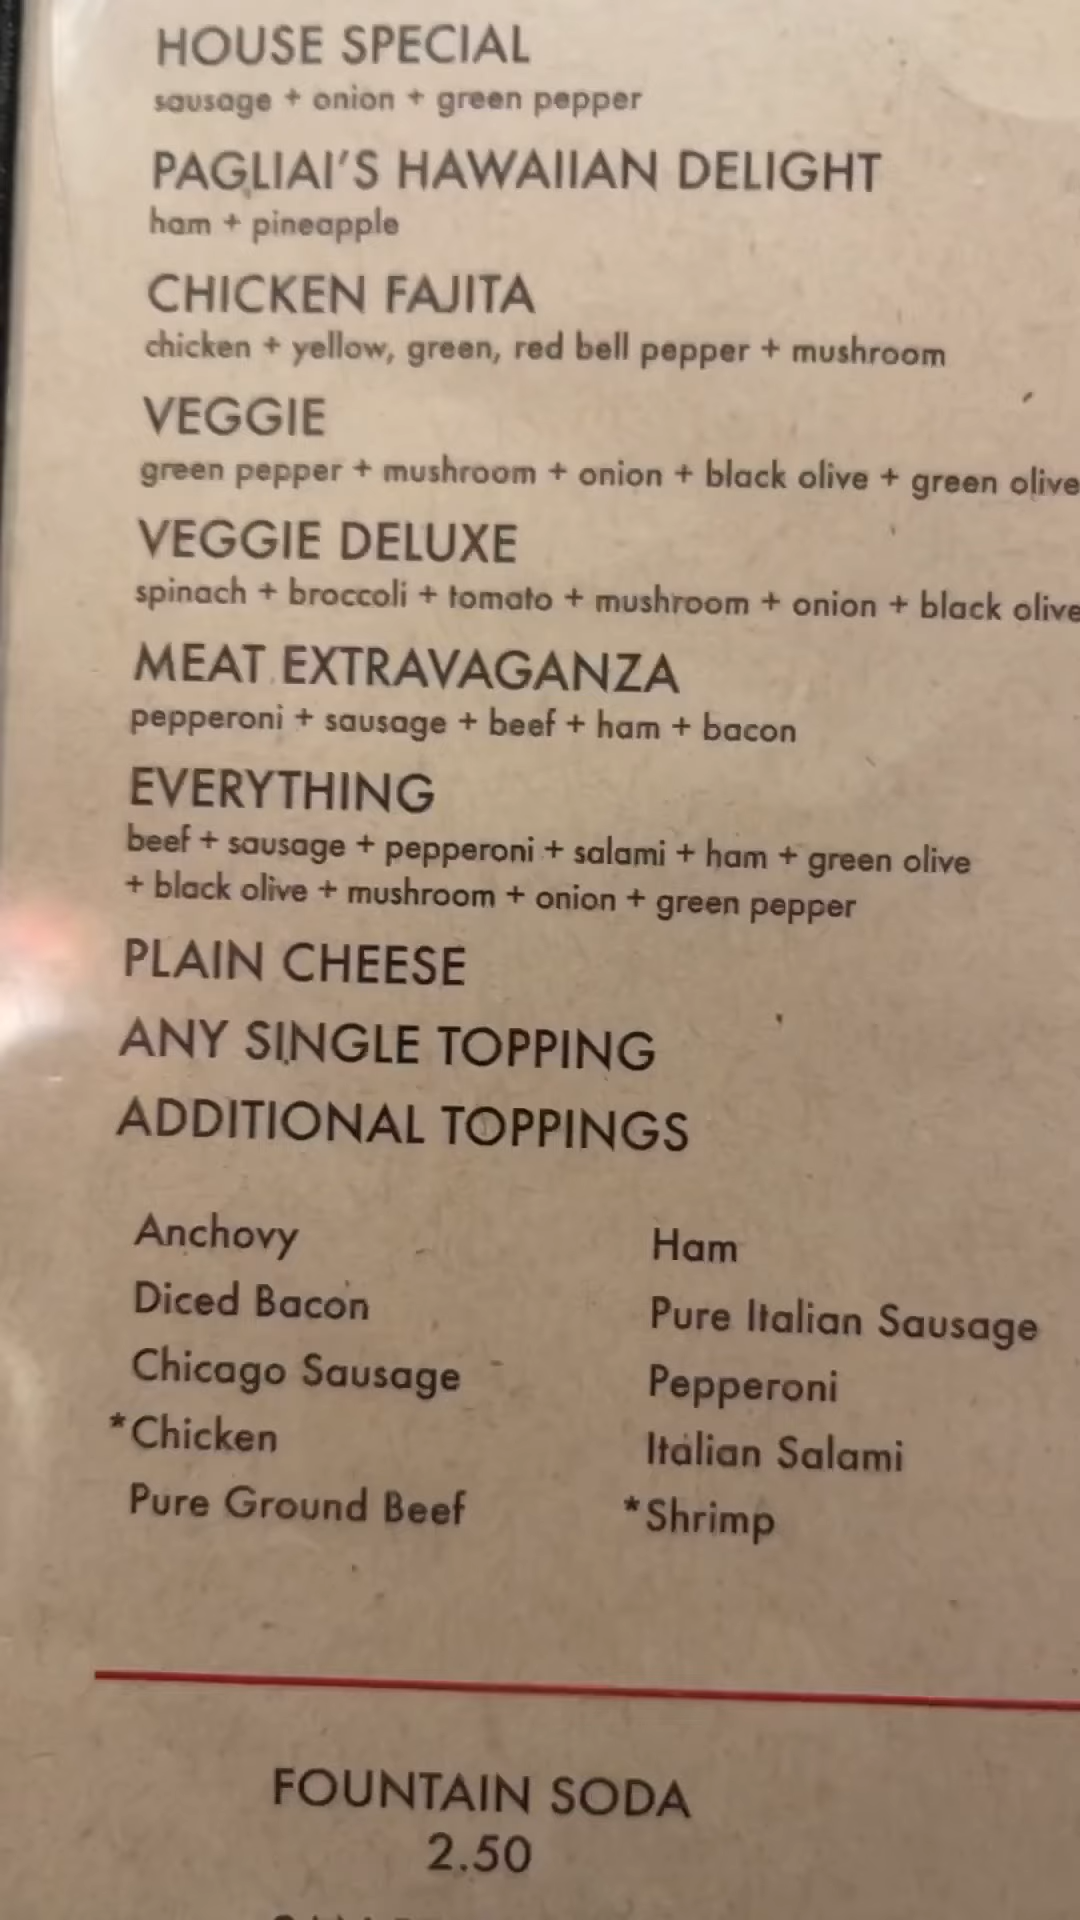 HOUSE SPECIAL
sausage + onion + green pepper
PAGLIAI'S HAWAIIAN DELIGHT
ham + pineapple
CHICKEN FAJITA
chicken + yellow, green, red bell pepper + mushroom
VEGGIE
green pepper + mushroom + onion + black olive + green olive
VEGGIE DELUXE
spinach + broccoli + tomato + mushroom + onion + black olive
MEAT EXTRAVAGANZA
pepperoni + sausage + beef + ham + bacon
EVERYTHING
beef + sausage + pepperoni + salami + ham + green olive
+ black olive + mushroom + onion + green pepper
PLAIN CHEESE
ANY SINGLE TOPPING
ADDITIONAL TOPPINGS
Anchovy
Diced Bacon
Chicago Sausage
*Chicken
Pure Ground Beef
Ham
Pure Italian Sausage
Pepperoni
Italian Salami
*Shrimp
FOUNTAIN SODA
2.50